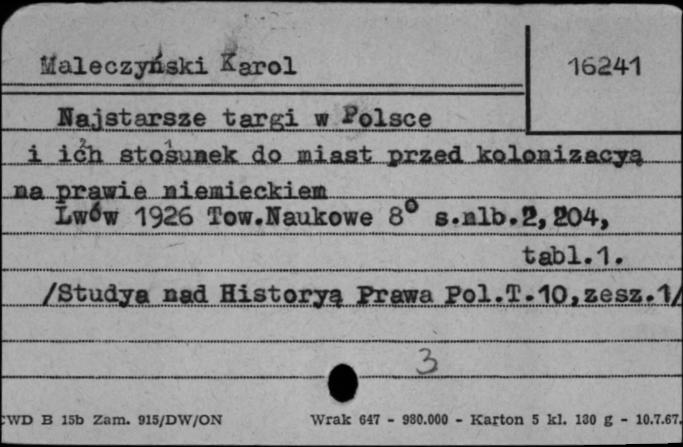 Maleczyński Karol
16241
Najstarsze targi w Polsce
i ich stosunek do miast przed kolonizacyą
na prawie niemieckiem
Lwów 1926 Tow.Naukowe 8° s.nlb.2,204,
tabl.1.
/Studya nad Historyą Prawa Pol.T.10,zesz.1/
3
CWD B 15b Zam. 915/DW/ON
Wrak 647 - 980.000 - Karton 5 kl. 180 g - 10.7.67.